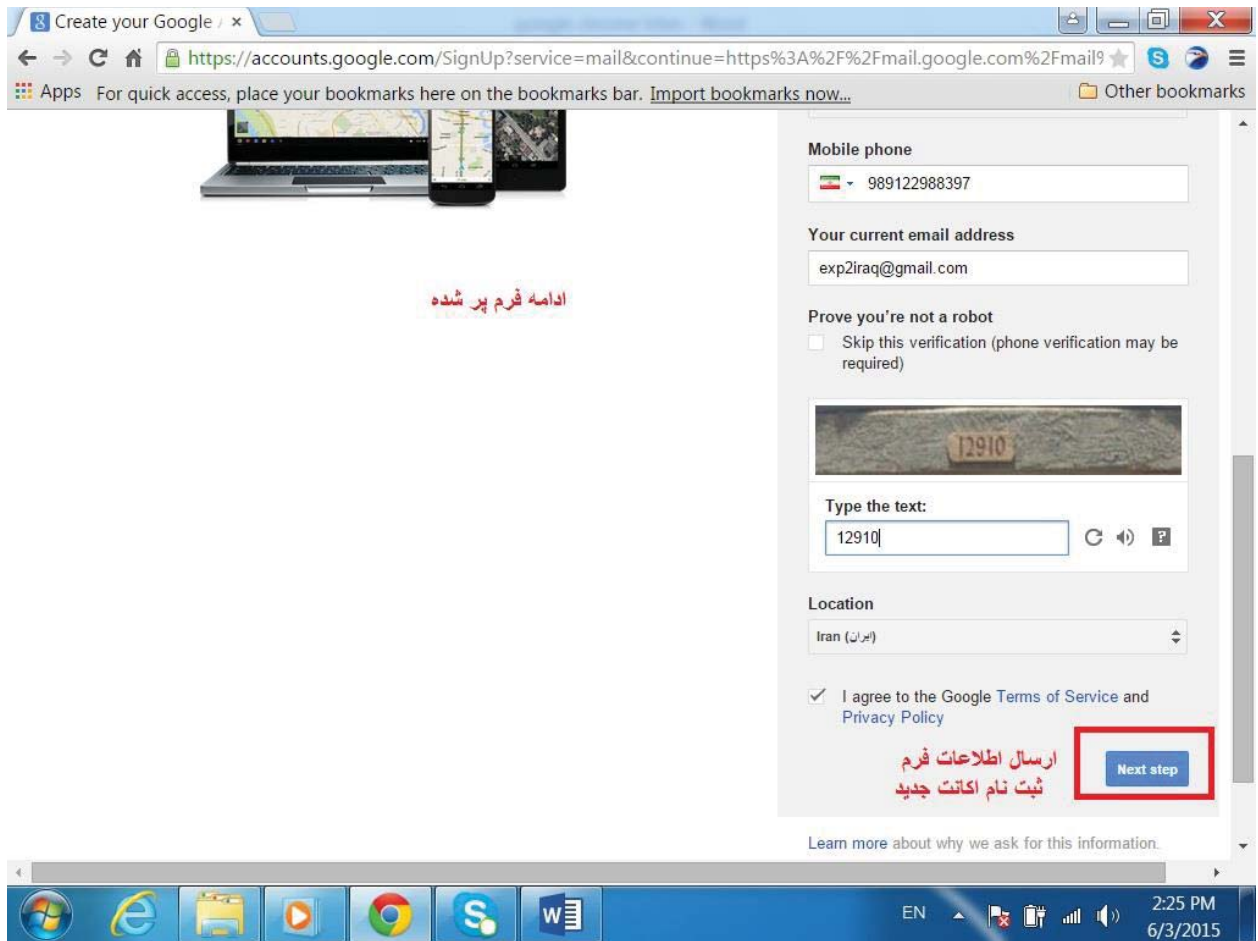 Create your Google A
https://accounts.google.com/SignUp?service=mail&continue=https%3A%2F%2Fmail.google.com%2Fmail%
Apps For quick access, place your bookmarks here on the bookmarks bar. Import bookmarks now...
Other bookmarks
Mobile phone
989122988397
Your current email address
exp2iraq@gmail.com
ادامه فرم پر شده
Prove you're not a robot
Skip this verification (phone verification may be
required)
12910
Type the text:
12910
Location
Iran (ایران)
I agree to the Google Terms of Service and
Privacy Policy
ارسال اطلاعات فرم
ثبت نام اکانت جدید
Next step
Learn more about why we ask for this information.
EN
2:25 PM
6/3/2015